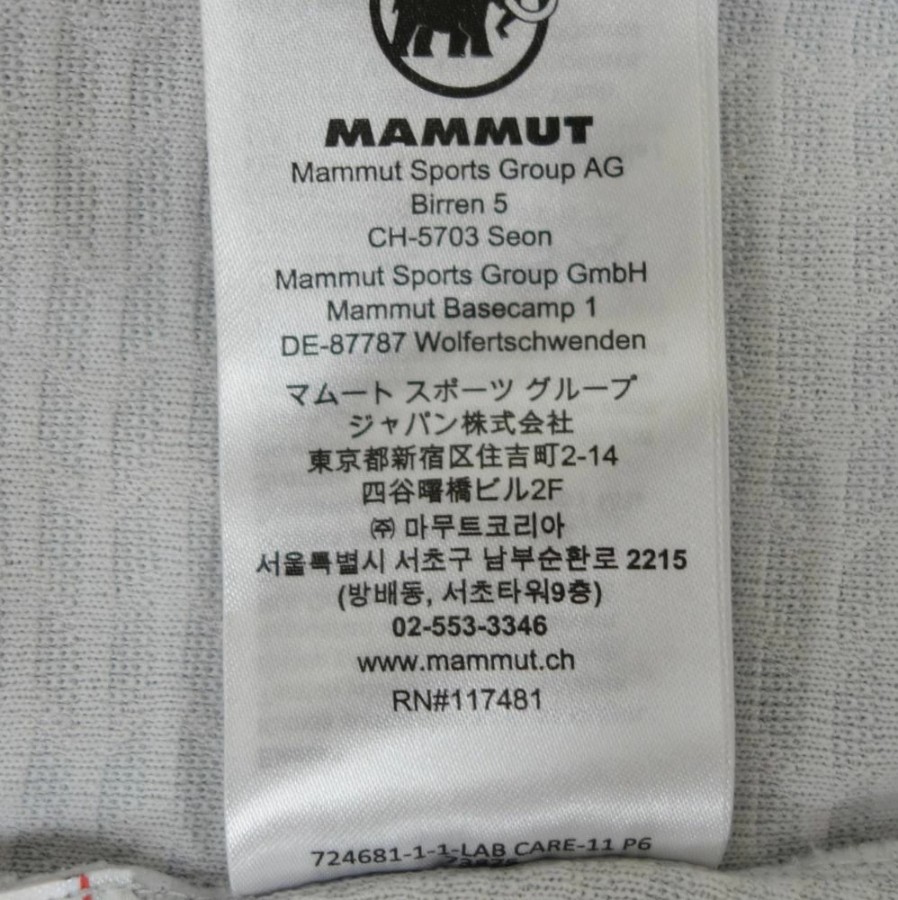 MAMMUT
Mammut Sports Group AG
Birren 5
CH-5703 Seon
Mammut Sports Group GmbH
Mammut Basecamp 1
DE-87787 Wolfertschwenden
マムート スポーツ グループ
ジャパン株式会社
東京都新宿区住吉町2-14
四谷曙橋ビル2F
㈜ 마무트코리아
서울특별시 서초구 남부순환로 2215
(방배동, 서초타워9층)
02-553-3346
www.mammut.ch
RN#117481
724681-1-1-LAB CARE-11 P6